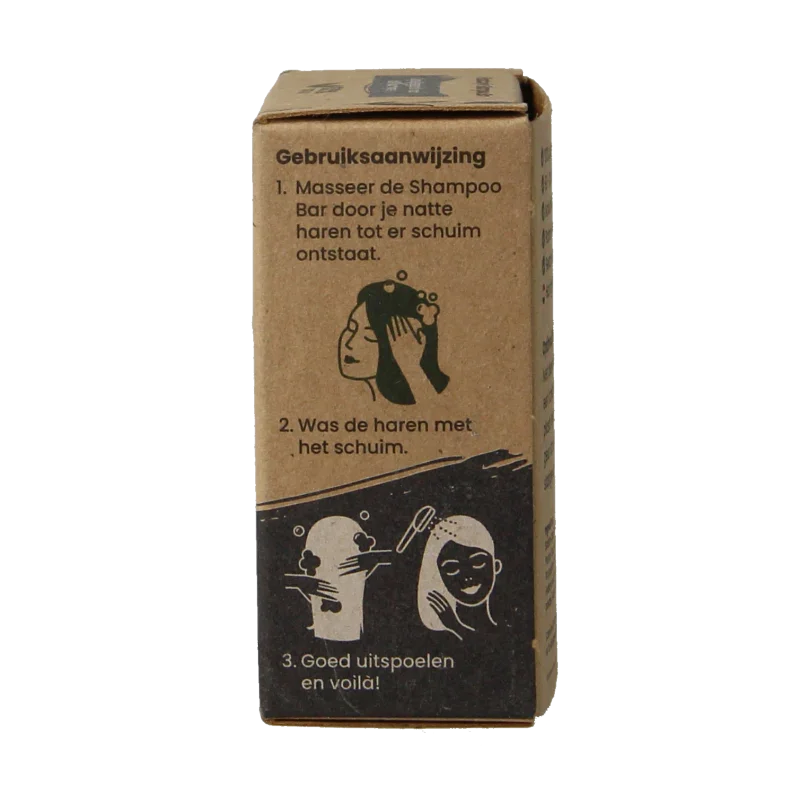 Gebruiksaanwijzing
1. Masseer de Shampoo
Bar door je natte
haren tot er schuim
ontstaat.
2. Was de haren met
het schuim.
3. Goed uitspoelen
en voilà!